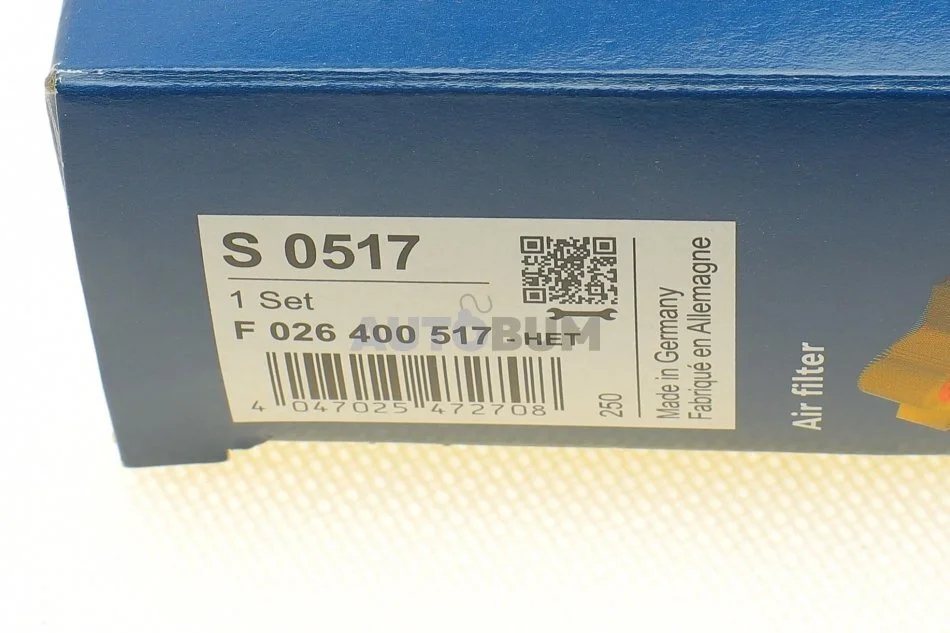 S 0517
1 Set
F 026 400 517 - HET
AUTOBUM
4 047025 472708
250
Made in Germany
Fabriqué en Allemagne
Air filter